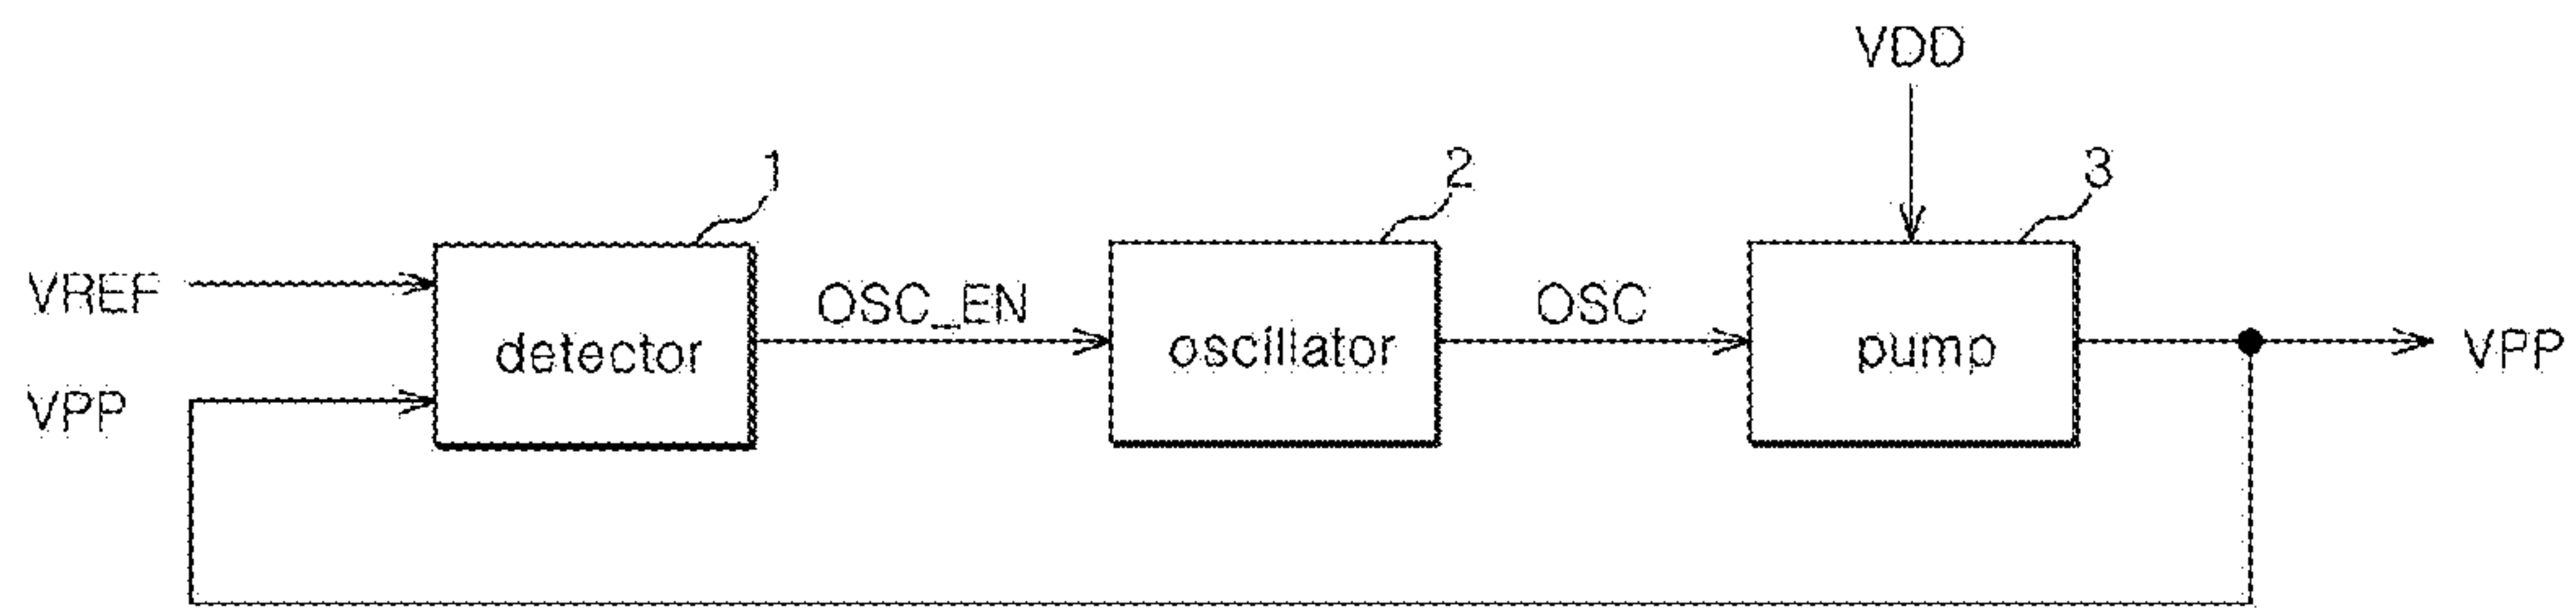 VDD
1
2
3
VREF
OSC_EN
OSC
detector
oscillator
pump
VPP
VPP